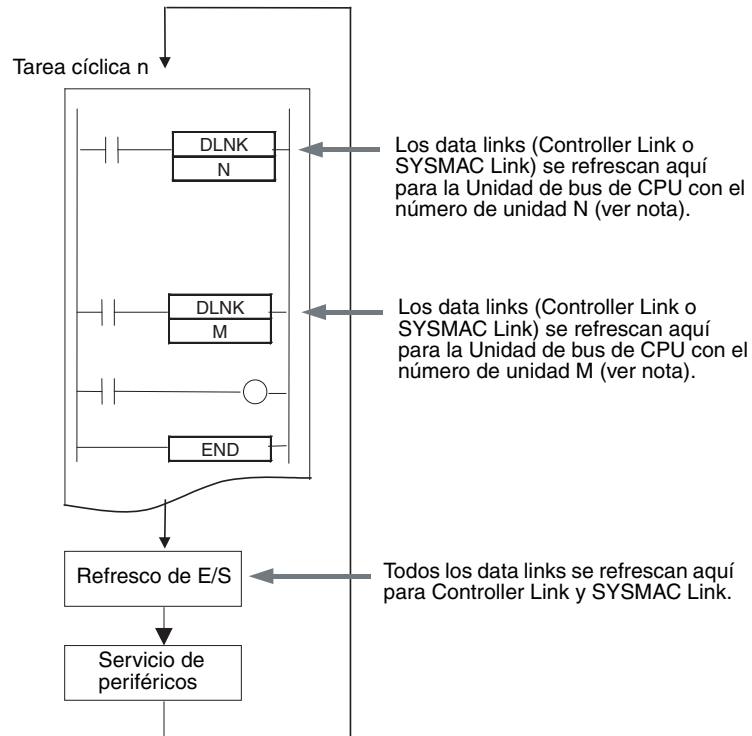 Tarea cíclica n
DLNK
N
Los data links (Controller Link o
SYSMAC Link) se refrescan aquí
para la Unidad de bus de CPU con el
número de unidad N (ver nota).
DLNK
M
Los data links (Controller Link o
SYSMAC Link) se refrescan aquí
para la Unidad de bus de CPU con el
número de unidad M (ver nota).
END
Refresco de E/S
Todos los data links se refrescan aquí
para Controller Link y SYSMAC Link.
Servicio de
periféricos